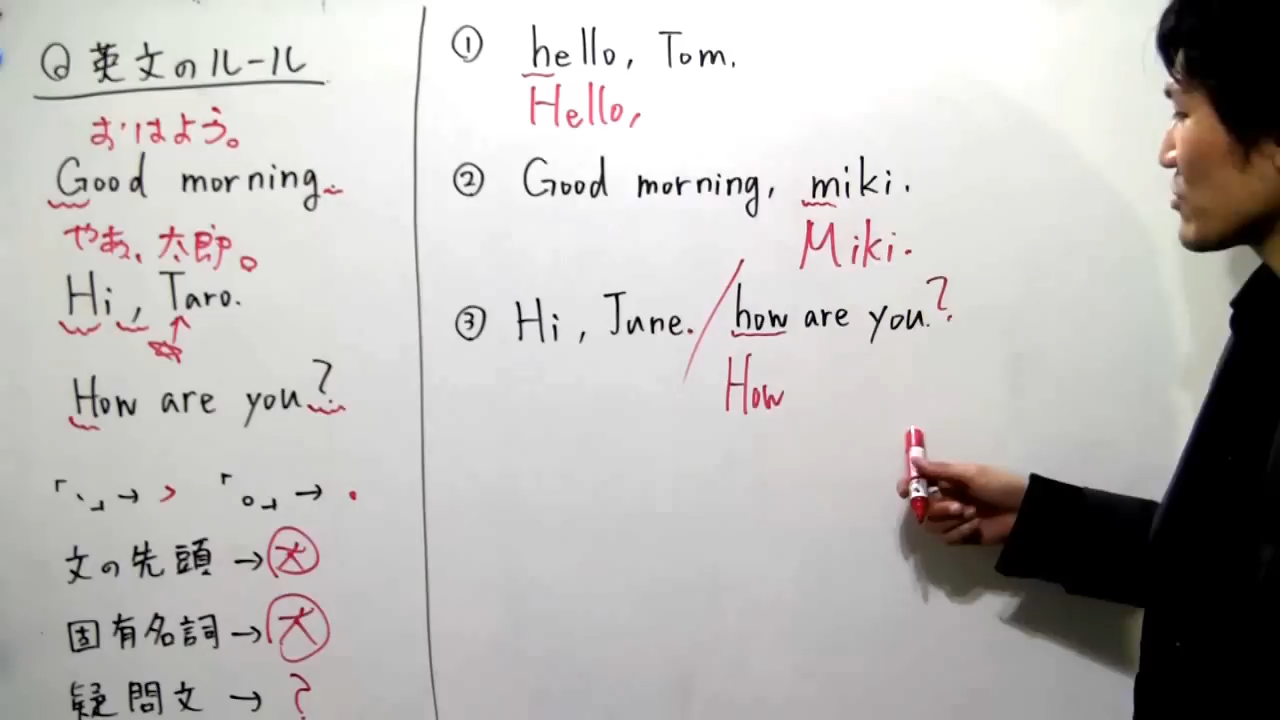 Q 英文のルール
おはよう。
Good morning.
やあ、太郎。
Hi, Taro.
How are you?
「、」→ , 「。」→ .
文の先頭→大
固有名詞→大
疑問文→?
① hello, Tom.
Hello,
② Good morning, miki.
Miki.
③ Hi, June. / how are you.?
How